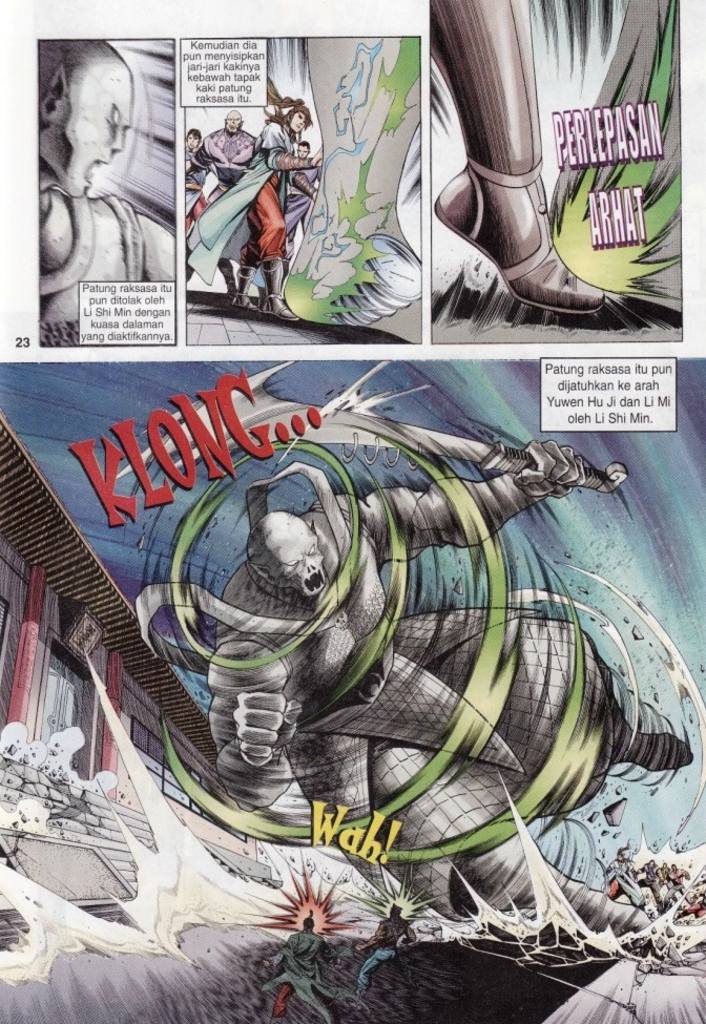 Patung raksasa itu
pun ditolak oleh
Li Shi Min dengan
kuasa dalaman
yang diaktifkannya.
Kemudian dia
pun menyisipkan
jari-jari kakinya
kebawah tapak
kaki patung
raksasa itu.
PERLEPASAN
ARHAT
23
Patung raksasa itu pun
dijatuhkan ke arah
Yuwen Hu Ji dan Li Mi
oleh Li Shi Min.
KLONG...
Wah!